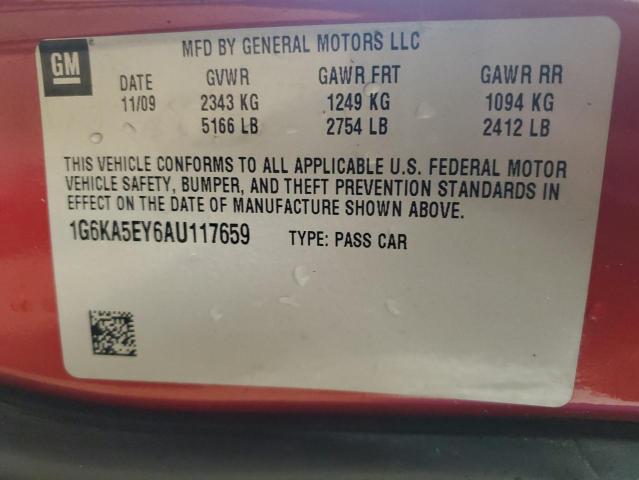 GM
MFD BY GENERAL MOTORS LLC
DATE GVWR GAWR FRT GAWR RR
11/09 2343 KG 1249 KG 1094 KG
5166 LB 2754 LB 2412 LB
THIS VEHICLE CONFORMS TO ALL APPLICABLE U.S. FEDERAL MOTOR
VEHICLE SAFETY, BUMPER, AND THEFT PREVENTION STANDARDS IN
EFFECT ON THE DATE OF MANUFACTURE SHOWN ABOVE.
1G6KA5EY6AU117659 TYPE: PASS CAR